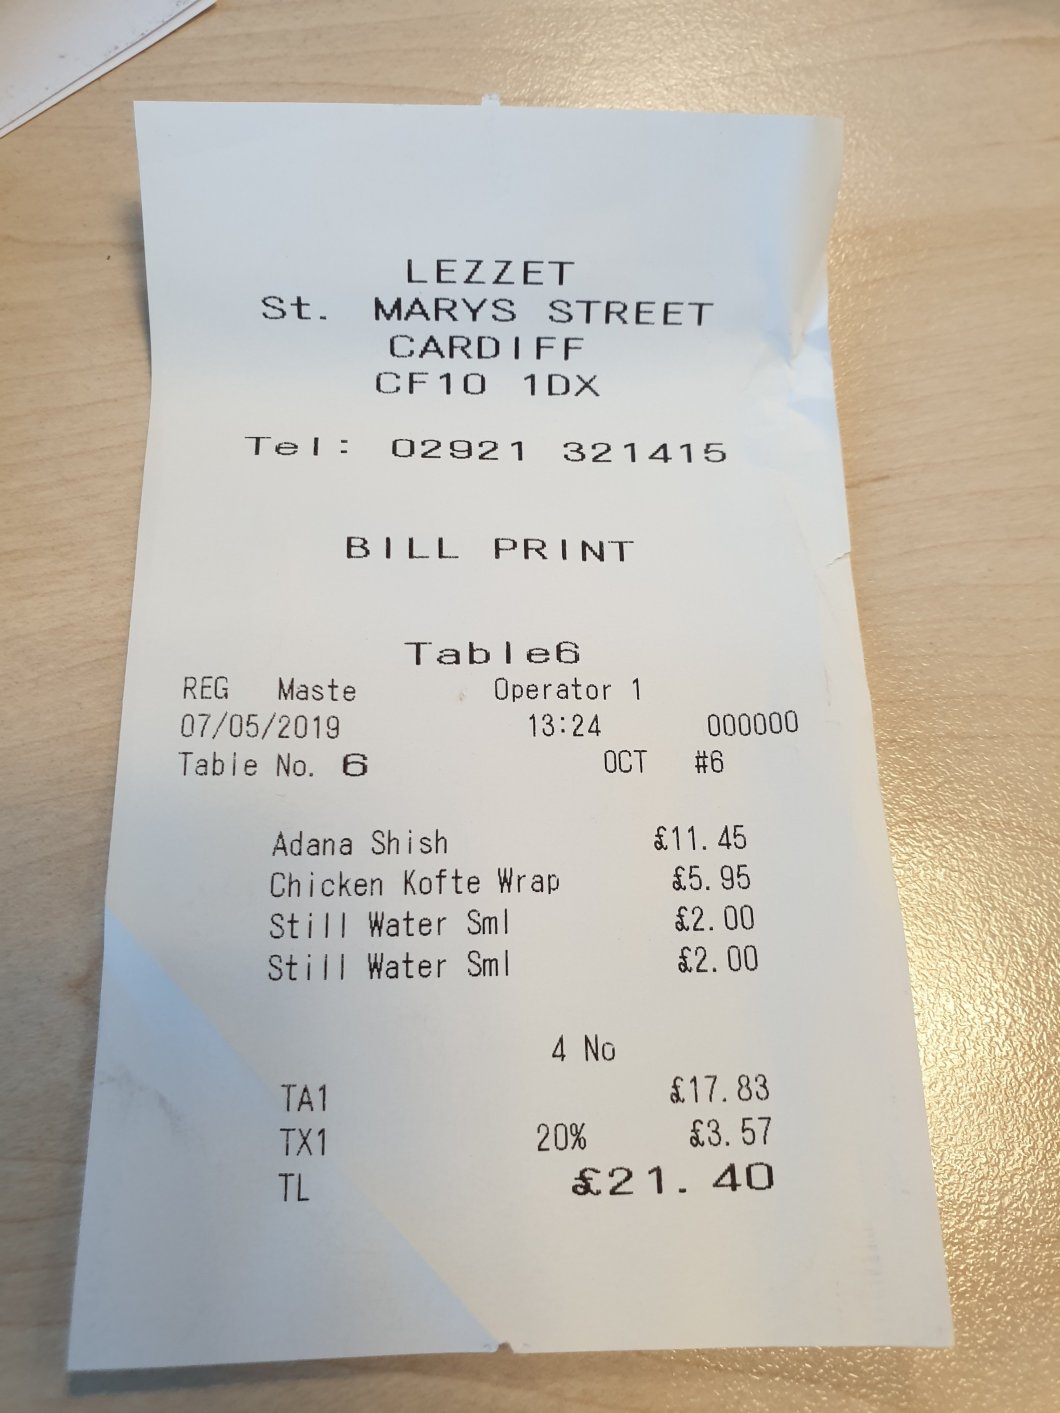 LEZZET
St. MARYS STREET
CARDIFF
CF10 1DX
Tel: 02921 321415
BILL PRINT
Table6
REG Maste Operator 1
07/05/2019 13:24 000000
Table No. 6 OCT #6
Adana Shish £11.45
Chicken Kofte Wrap £5.95
Still Water Sml £2.00
Still Water Sml £2.00
4 No
TA1 £17.83
TX1 20% £3.57
TL £21.40